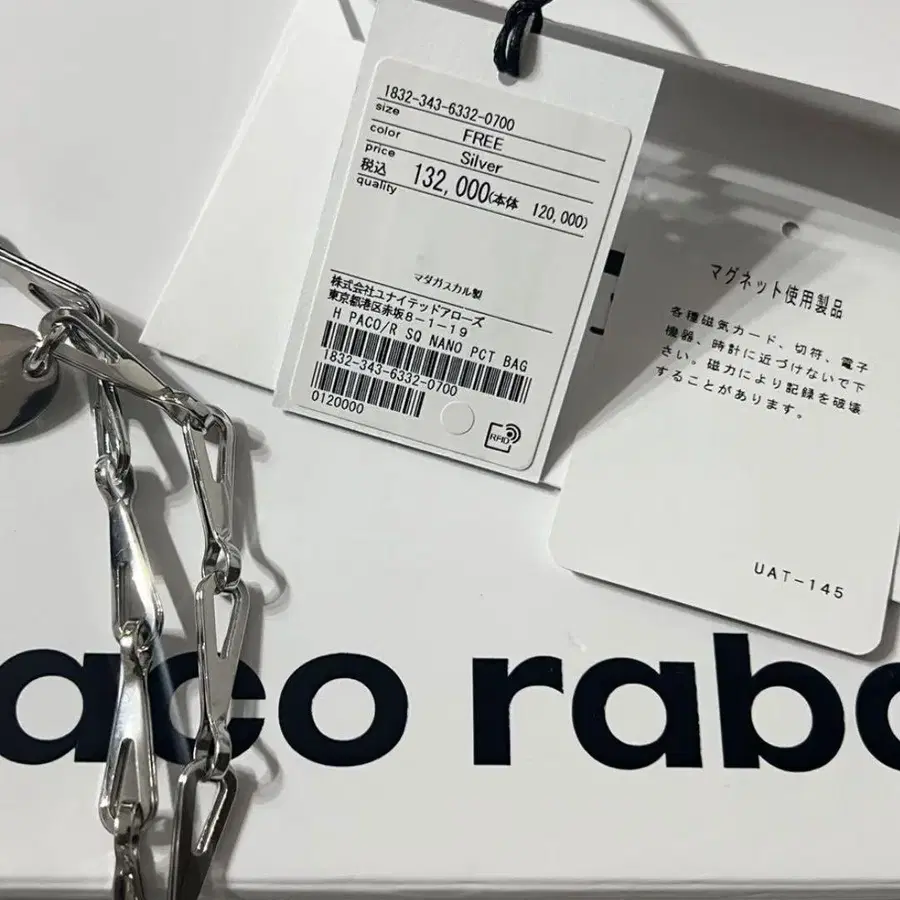 1832-343-6332-0700
size FREE
color Silver
price
税込 132,000(本体 120,000)
quality
マダガスカル製
株式会社ユナイテッドアローズ
東京都港区赤坂8-1-19
H PACO/R SQ NANO PCT BAG
1832-343-6332-0700
0120000
RFID
マグネット使用製品
各種磁気カード、切符、電子
機器、時計に近づけないで下
さい。磁力により記録を破壊
することがあります。
UAT-145
aco raba